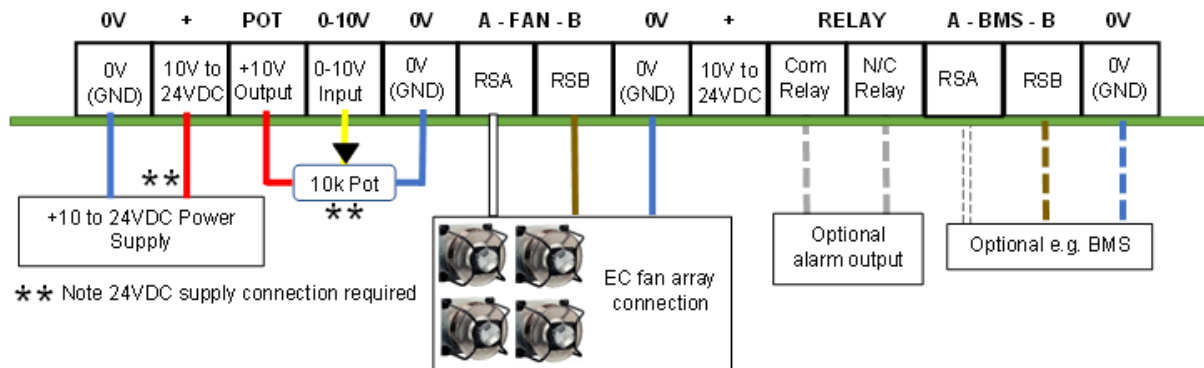 0V + POT 0-10V 0V A - FAN - B 0V + RELAY A - BMS - B 0V
0V
(GND)
10V to
24VDC
+10V
Output
0-10V
Input
0V
(GND)
RSA
RSB
0V
(GND)
10V to
24VDC
Com
Relay
N/C
Relay
RSA
RSB
0V
(GND)
**
10k Pot
**
+10 to 24VDC Power
Supply
** Note 24VDC supply connection required
EC fan array
connection
Optional
alarm output
Optional e.g. BMS